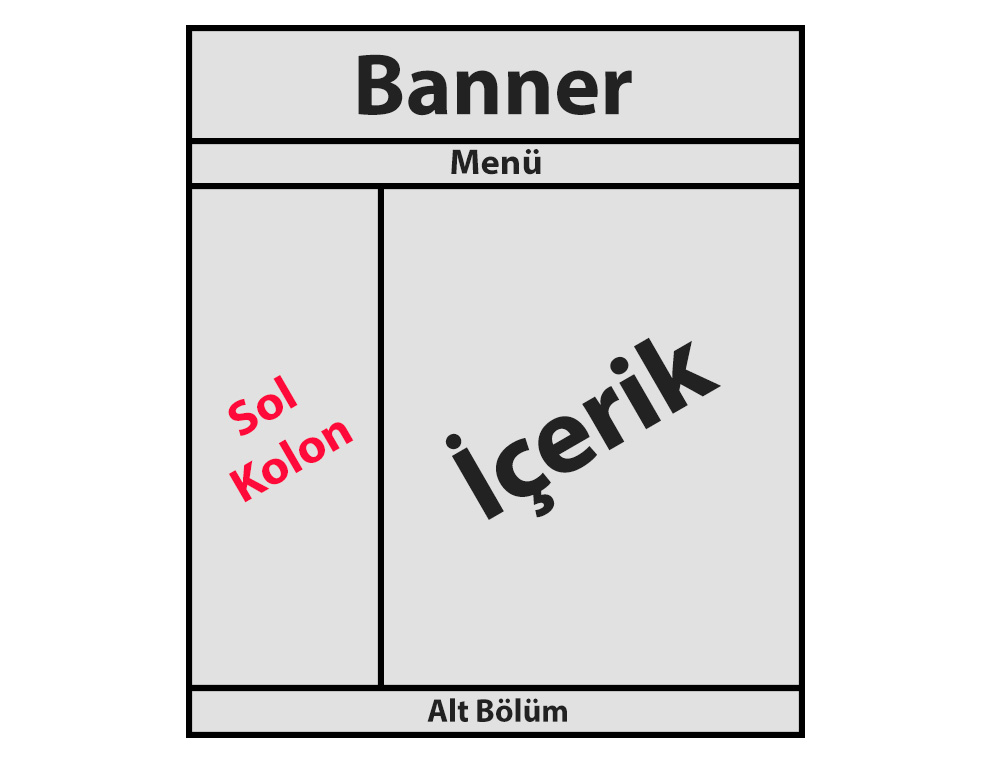 Banner
Menü
Sol
Kolon
İçerik
Alt Bölüm